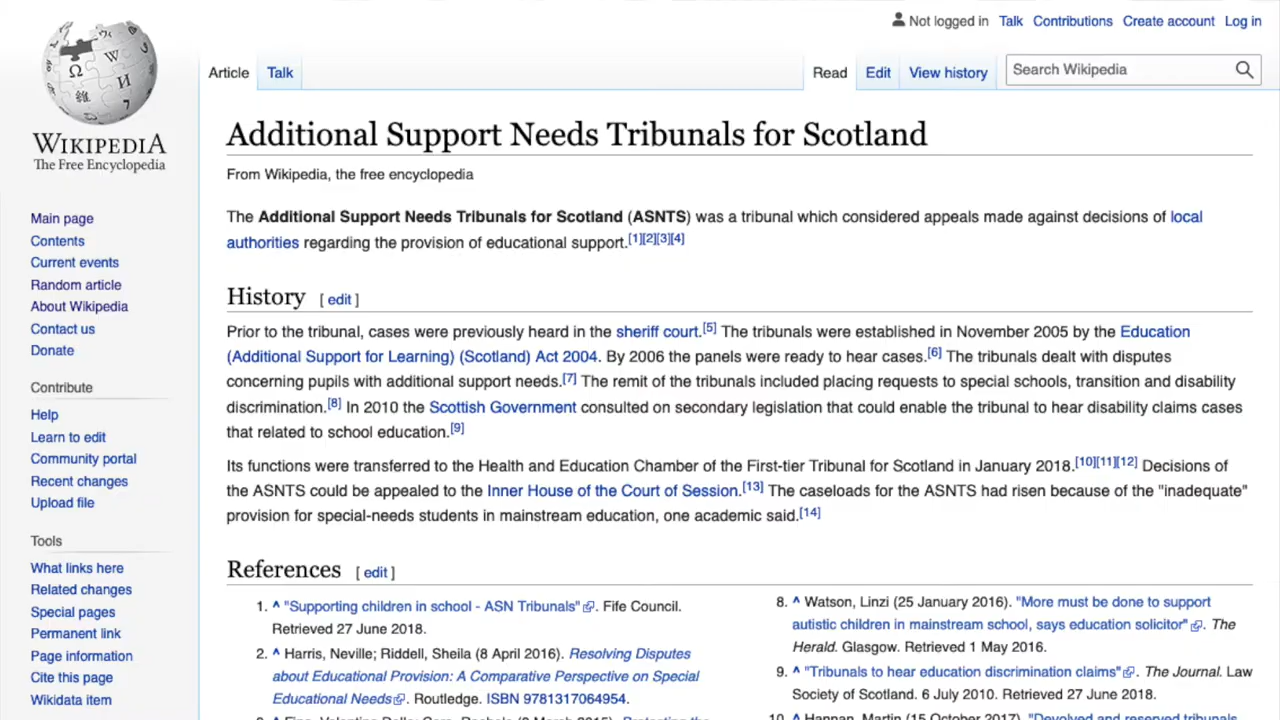 Not logged in Talk Contributions Create account Log in
Article Talk Read Edit View history Search Wikipedia
WIKIPEDIA
The Free Encyclopedia
Main page
Contents
Current events
Random article
About Wikipedia
Contact us
Donate
Contribute
Help
Learn to edit
Community portal
Recent changes
Upload file
Tools
What links here
Related changes
Special pages
Permanent link
Page information
Cite this page
Wikidata item
Additional Support Needs Tribunals for Scotland
From Wikipedia, the free encyclopedia
The Additional Support Needs Tribunals for Scotland (ASNTS) was a tribunal which considered appeals made against decisions of local
authorities regarding the provision of educational support.[1][2][3][4]
History [ edit ]
Prior to the tribunal, cases were previously heard in the sheriff court.[5] The tribunals were established in November 2005 by the Education
(Additional Support for Learning) (Scotland) Act 2004. By 2006 the panels were ready to hear cases.[6] The tribunals dealt with disputes
concerning pupils with additional support needs.[7] The remit of the tribunals included placing requests to special schools, transition and disability
discrimination.[8] In 2010 the Scottish Government consulted on secondary legislation that could enable the tribunal to hear disability claims cases
that related to school education.[9]
Its functions were transferred to the Health and Education Chamber of the First-tier Tribunal for Scotland in January 2018.[10][11][12] Decisions of
the ASNTS could be appealed to the Inner House of the Court of Session.[13] The caseloads for the ASNTS had risen because of the "inadequate"
provision for special-needs students in mainstream education, one academic said.[14]
References [ edit ]
1. ^ "Supporting children in school - ASN Tribunals". Fife Council.
Retrieved 27 June 2018.
2. ^ Harris, Neville; Riddell, Sheila (8 April 2016). Resolving Disputes
about Educational Provision: A Comparative Perspective on Special
Educational Needs. Routledge. ISBN 9781317064954.
8. ^ Watson, Linzi (25 January 2016). "More must be done to support
autistic children in mainstream school, says education solicitor". The
Herald. Glasgow. Retrieved 1 May 2016.
9. ^ "Tribunals to hear education discrimination claims". The Journal. Law
Society of Scotland. 6 July 2010. Retrieved 27 June 2018.
10. ^ Hannan, Martin (15 October 2017). "Devolved and reserved tribunals